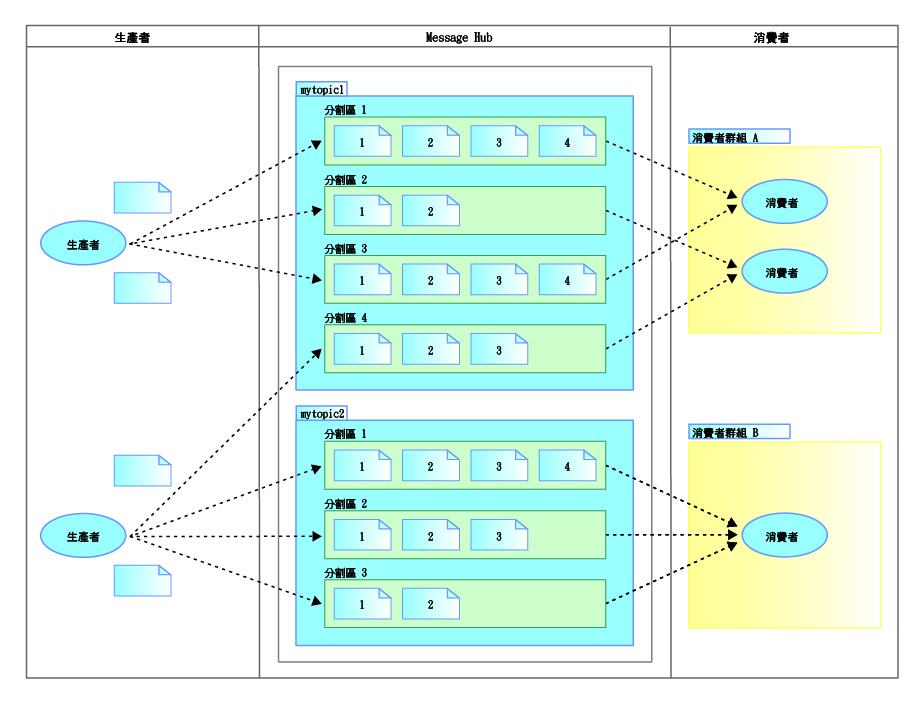 生產者
Message Hub
消費者
mytopic1
分割區 1
1 2 3 4
分割區 2
1 2
分割區 3
1 2 3 4
分割區 4
1 2 3
mytopic2
分割區 1
1 2 3 4
分割區 2
1 2 3
分割區 3
1 2
生產者
生產者
消費者群組 A
消費者
消費者
消費者群組 B
消費者